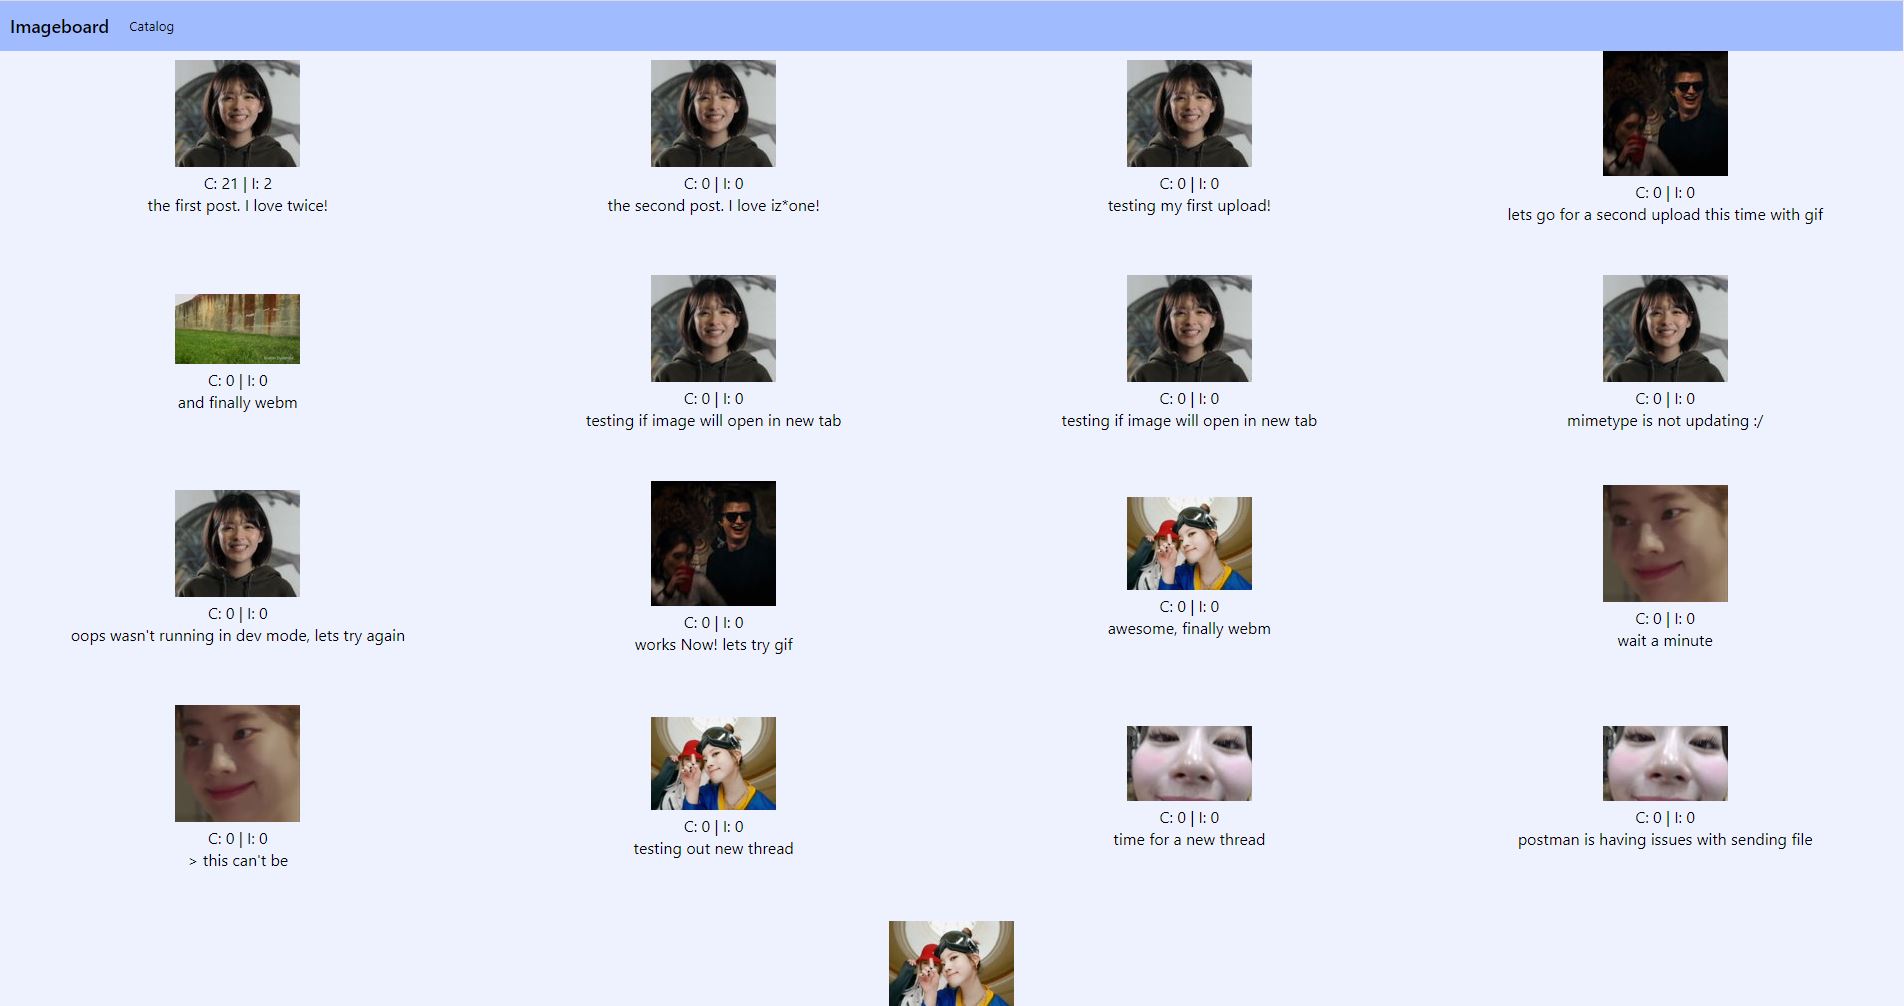 Imageboard Catalog
C: 21 | I: 2
the first post. I love twice!
C: 0 | I: 0
the second post. I love iz*one!
C: 0 | I: 0
testing my first upload!
C: 0 | I: 0
lets go for a second upload this time with gif
C: 0 | I: 0
and finally webm
C: 0 | I: 0
testing if image will open in new tab
C: 0 | I: 0
testing if image will open in new tab
C: 0 | I: 0
mimetype is not updating :/
C: 0 | I: 0
oops wasn't running in dev mode, lets try again
C: 0 | I: 0
works Now! lets try gif
C: 0 | I: 0
awesome, finally webm
C: 0 | I: 0
wait a minute
C: 0 | I: 0
> this can't be
C: 0 | I: 0
testing out new thread
C: 0 | I: 0
time for a new thread
C: 0 | I: 0
postman is having issues with sending file